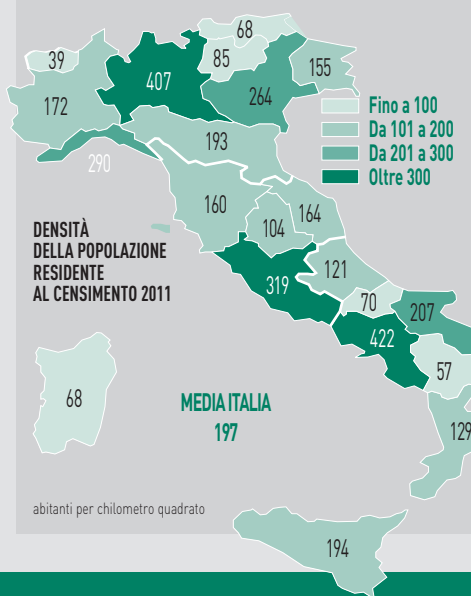 68
39
85
155
407
172
264
Fino a 100
Da 101 a 200
193
Da 201 a 300
290
Oltre 300
160
164
DENSITÀ
104
DELLA POPOLAZIONE
RESIDENTE
121
AL CENSIMENTO 2011
319
70
207
422
57
68
MEDIA ITALIA
197
129
abitanti per chilometro quadrato
194